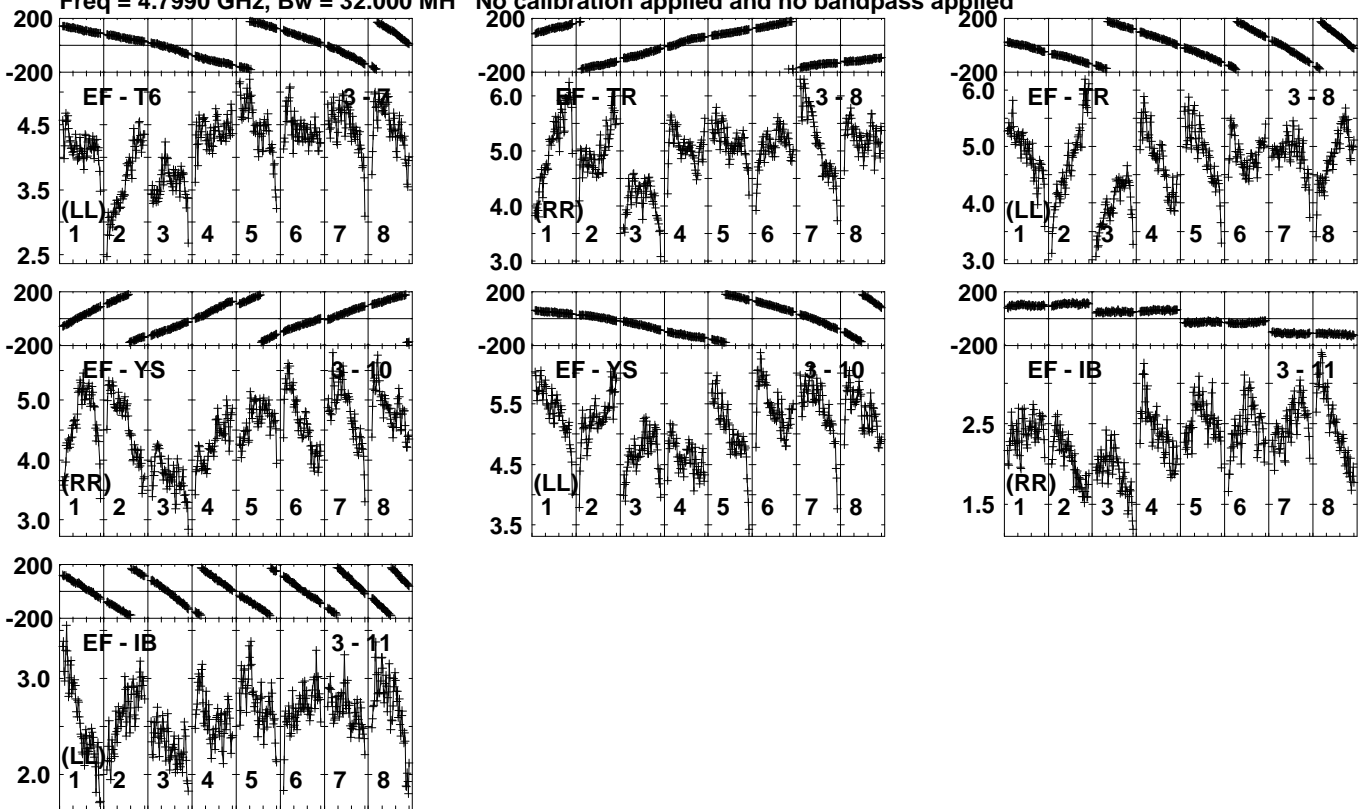 Freq = 4.7990 GHz, Bw = 32.000 MH No calibration applied and no bandpass applied
200
-200
EF - T6 3 - 7
4.5
3.5
2.5
(LL)
1 2 3 4 5 6 7 8
200
-200
EF - TR 3 - 8
6.0
5.0
4.0
3.0
(RR)
1 2 3 4 5 6 7 8
200
-200
EF - TR 3 - 8
6.0
5.0
4.0
3.0
(LL)
1 2 3 4 5 6 7 8
200
-200
EF - YS 3 - 10
5.0
4.0
3.0
(RR)
1 2 3 4 5 6 7 8
200
-200
EF - YS 3 - 10
5.5
4.5
3.5
(LL)
1 2 3 4 5 6 7 8
200
-200
EF - IB 3 - 11
2.5
1.5
(RR)
1 2 3 4 5 6 7 8
200
-200
EF - IB 3 - 11
3.0
2.0
(LL)
1 2 3 4 5 6 7 8